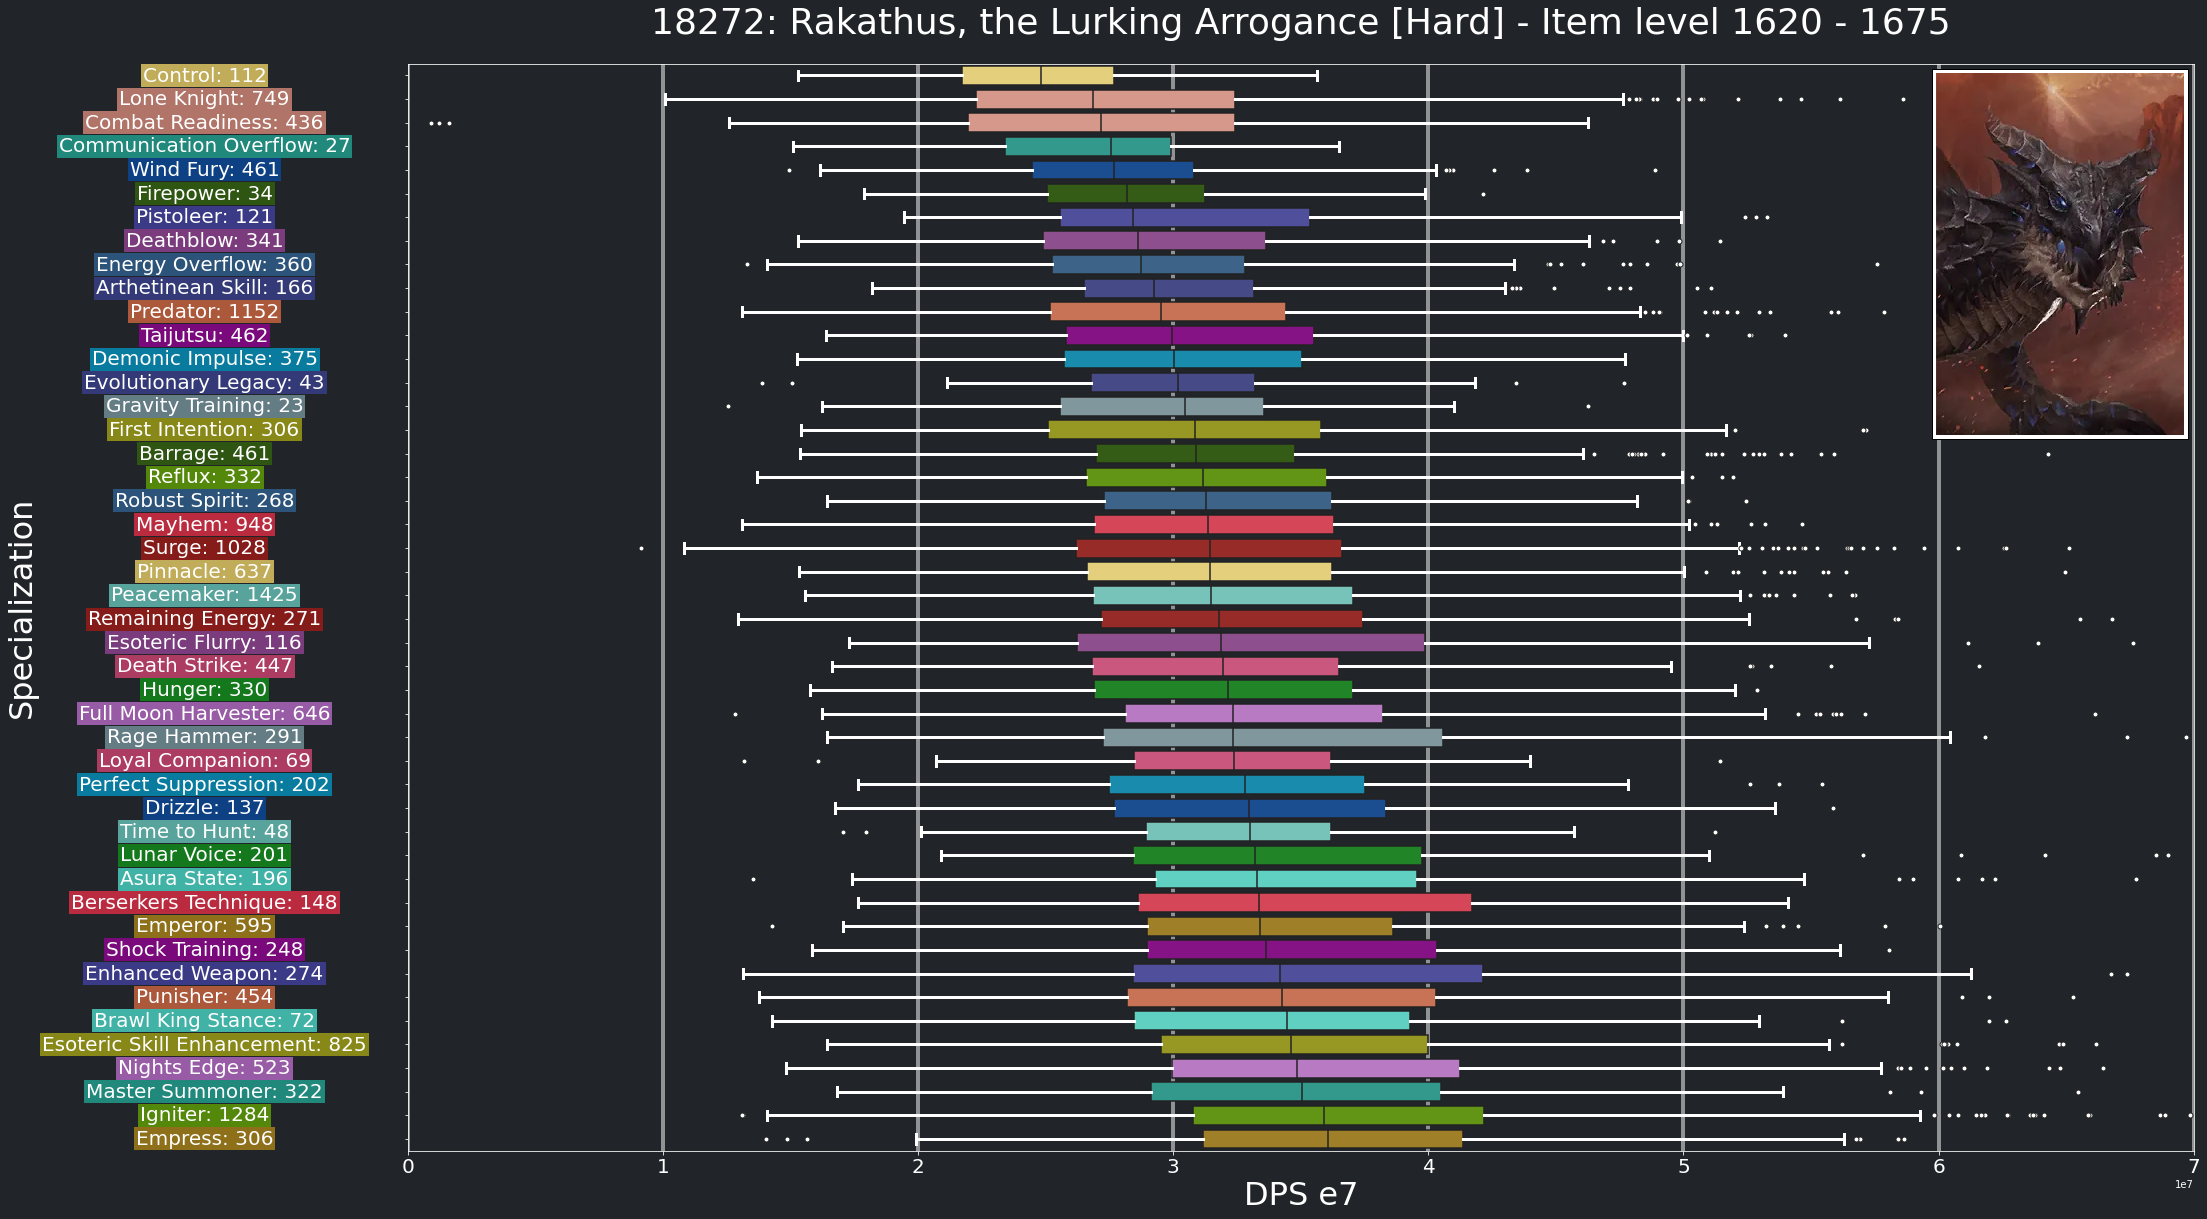 18272: Rakathus, the Lurking Arrogance [Hard] - Item level 1620 - 1675
Specialization
Control: 112
Lone Knight: 749
Combat Readiness: 436
Communication Overflow: 27
Wind Fury: 461
Firepower: 34
Pistoleer: 121
Deathblow: 341
Energy Overflow: 360
Arthetinean Skill: 166
Predator: 1152
Taijutsu: 462
Demonic Impulse: 375
Evolutionary Legacy: 43
Gravity Training: 23
First Intention: 306
Barrage: 461
Reflux: 332
Robust Spirit: 268
Mayhem: 948
Surge: 1028
Pinnacle: 637
Peacemaker: 1425
Remaining Energy: 271
Esoteric Flurry: 116
Death Strike: 447
Hunger: 330
Full Moon Harvester: 646
Rage Hammer: 291
Loyal Companion: 69
Perfect Suppression: 202
Drizzle: 137
Time to Hunt: 48
Lunar Voice: 201
Asura State: 196
Berserkers Technique: 148
Emperor: 595
Shock Training: 248
Enhanced Weapon: 274
Punisher: 454
Brawl King Stance: 72
Esoteric Skill Enhancement: 825
Nights Edge: 523
Master Summoner: 322
Igniter: 1284
Empress: 306
0 1 2 3 4 5 6 7
DPS e7
1e7